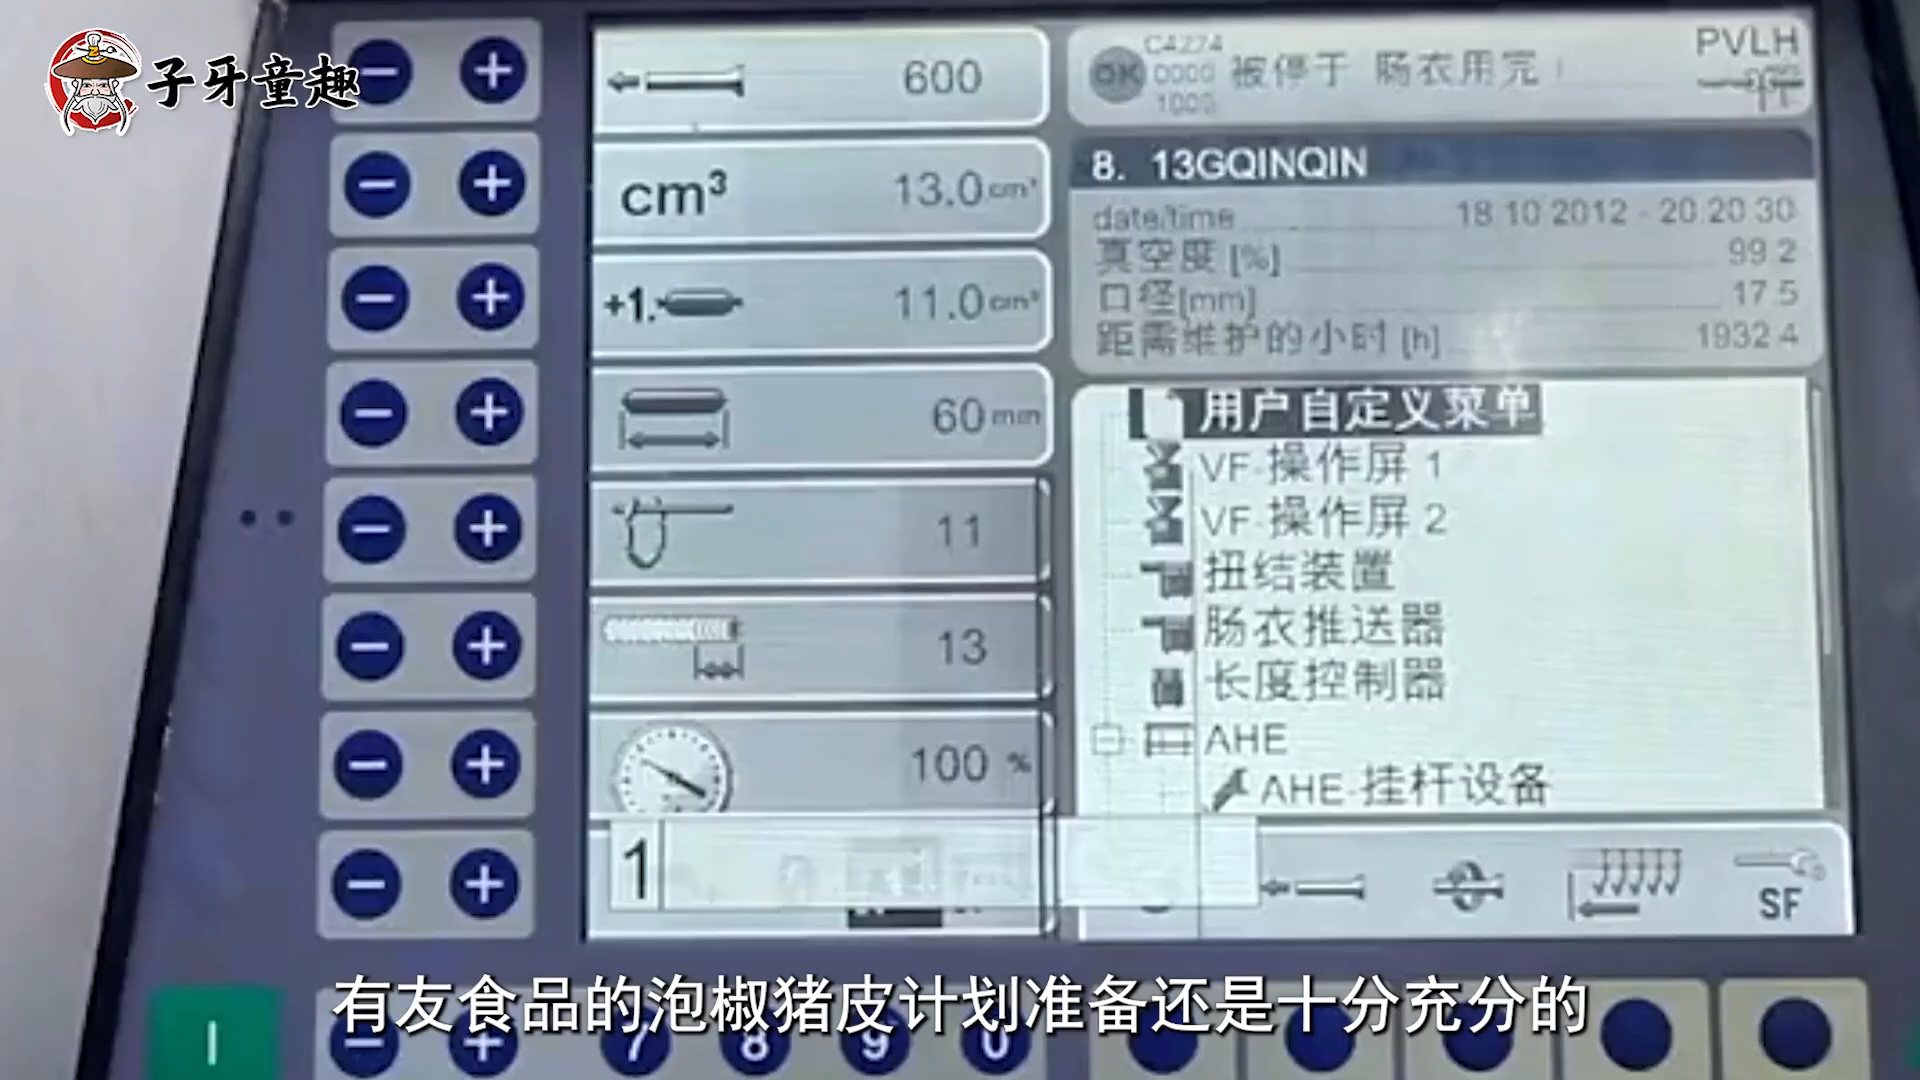 子牙童趣
600
cm³ 13.0cm³
+1. 11.0cm³
60mm
11
13
100 %
1
C4224
OK 0000 被停于 肠衣用完！
1000
PVLH
8. 13GQINQIN
date/time 18 10 2012 - 20.20 30
真空度 [%] 99 2
口径[mm] 17 5
距需维护的小时 [h] 1932 4
用户自定义菜单
VF-操作屏 1
VF-操作屏 2
扭结装置
肠衣推送器
长度控制器
AHE
AHE-挂杆设备
SF
有友食品的泡椒猪皮计划准备还是十分充分的
I
7 8 9 0